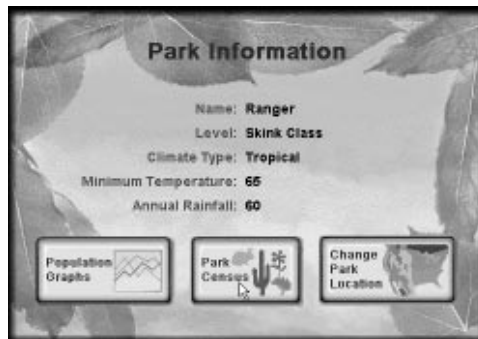 Park Information
Name: Ranger
Level: Skink Class
Climate Type: Tropical
Minimum Temperature: 65
Annual Rainfall: 60
Population
Graphs
Park
Census
Change
Park
Location